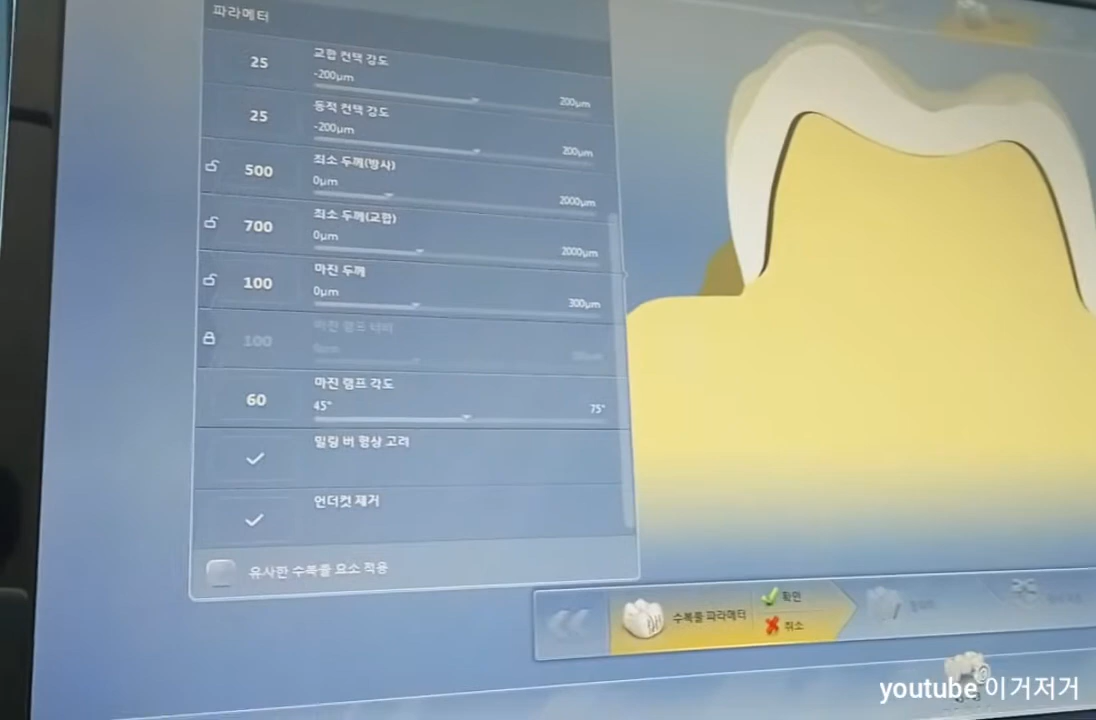 파라메터
25
교합 컨택 강도
-200µm
200µm
25
동적 컨택 강도
-200µm
200µm
500
최소 두께(방사)
0µm
2000µm
700
최소 두께(교합)
0µm
2000µm
100
마진 두께
0µm
300µm
100
마진 램프
60
마진 램프 각도
45°
75°
밀링 버 형상 고려
언더컷 제거
유사한 수복물 요소 적용
수복물 파라메터
확인
취소
youtube 이거저거